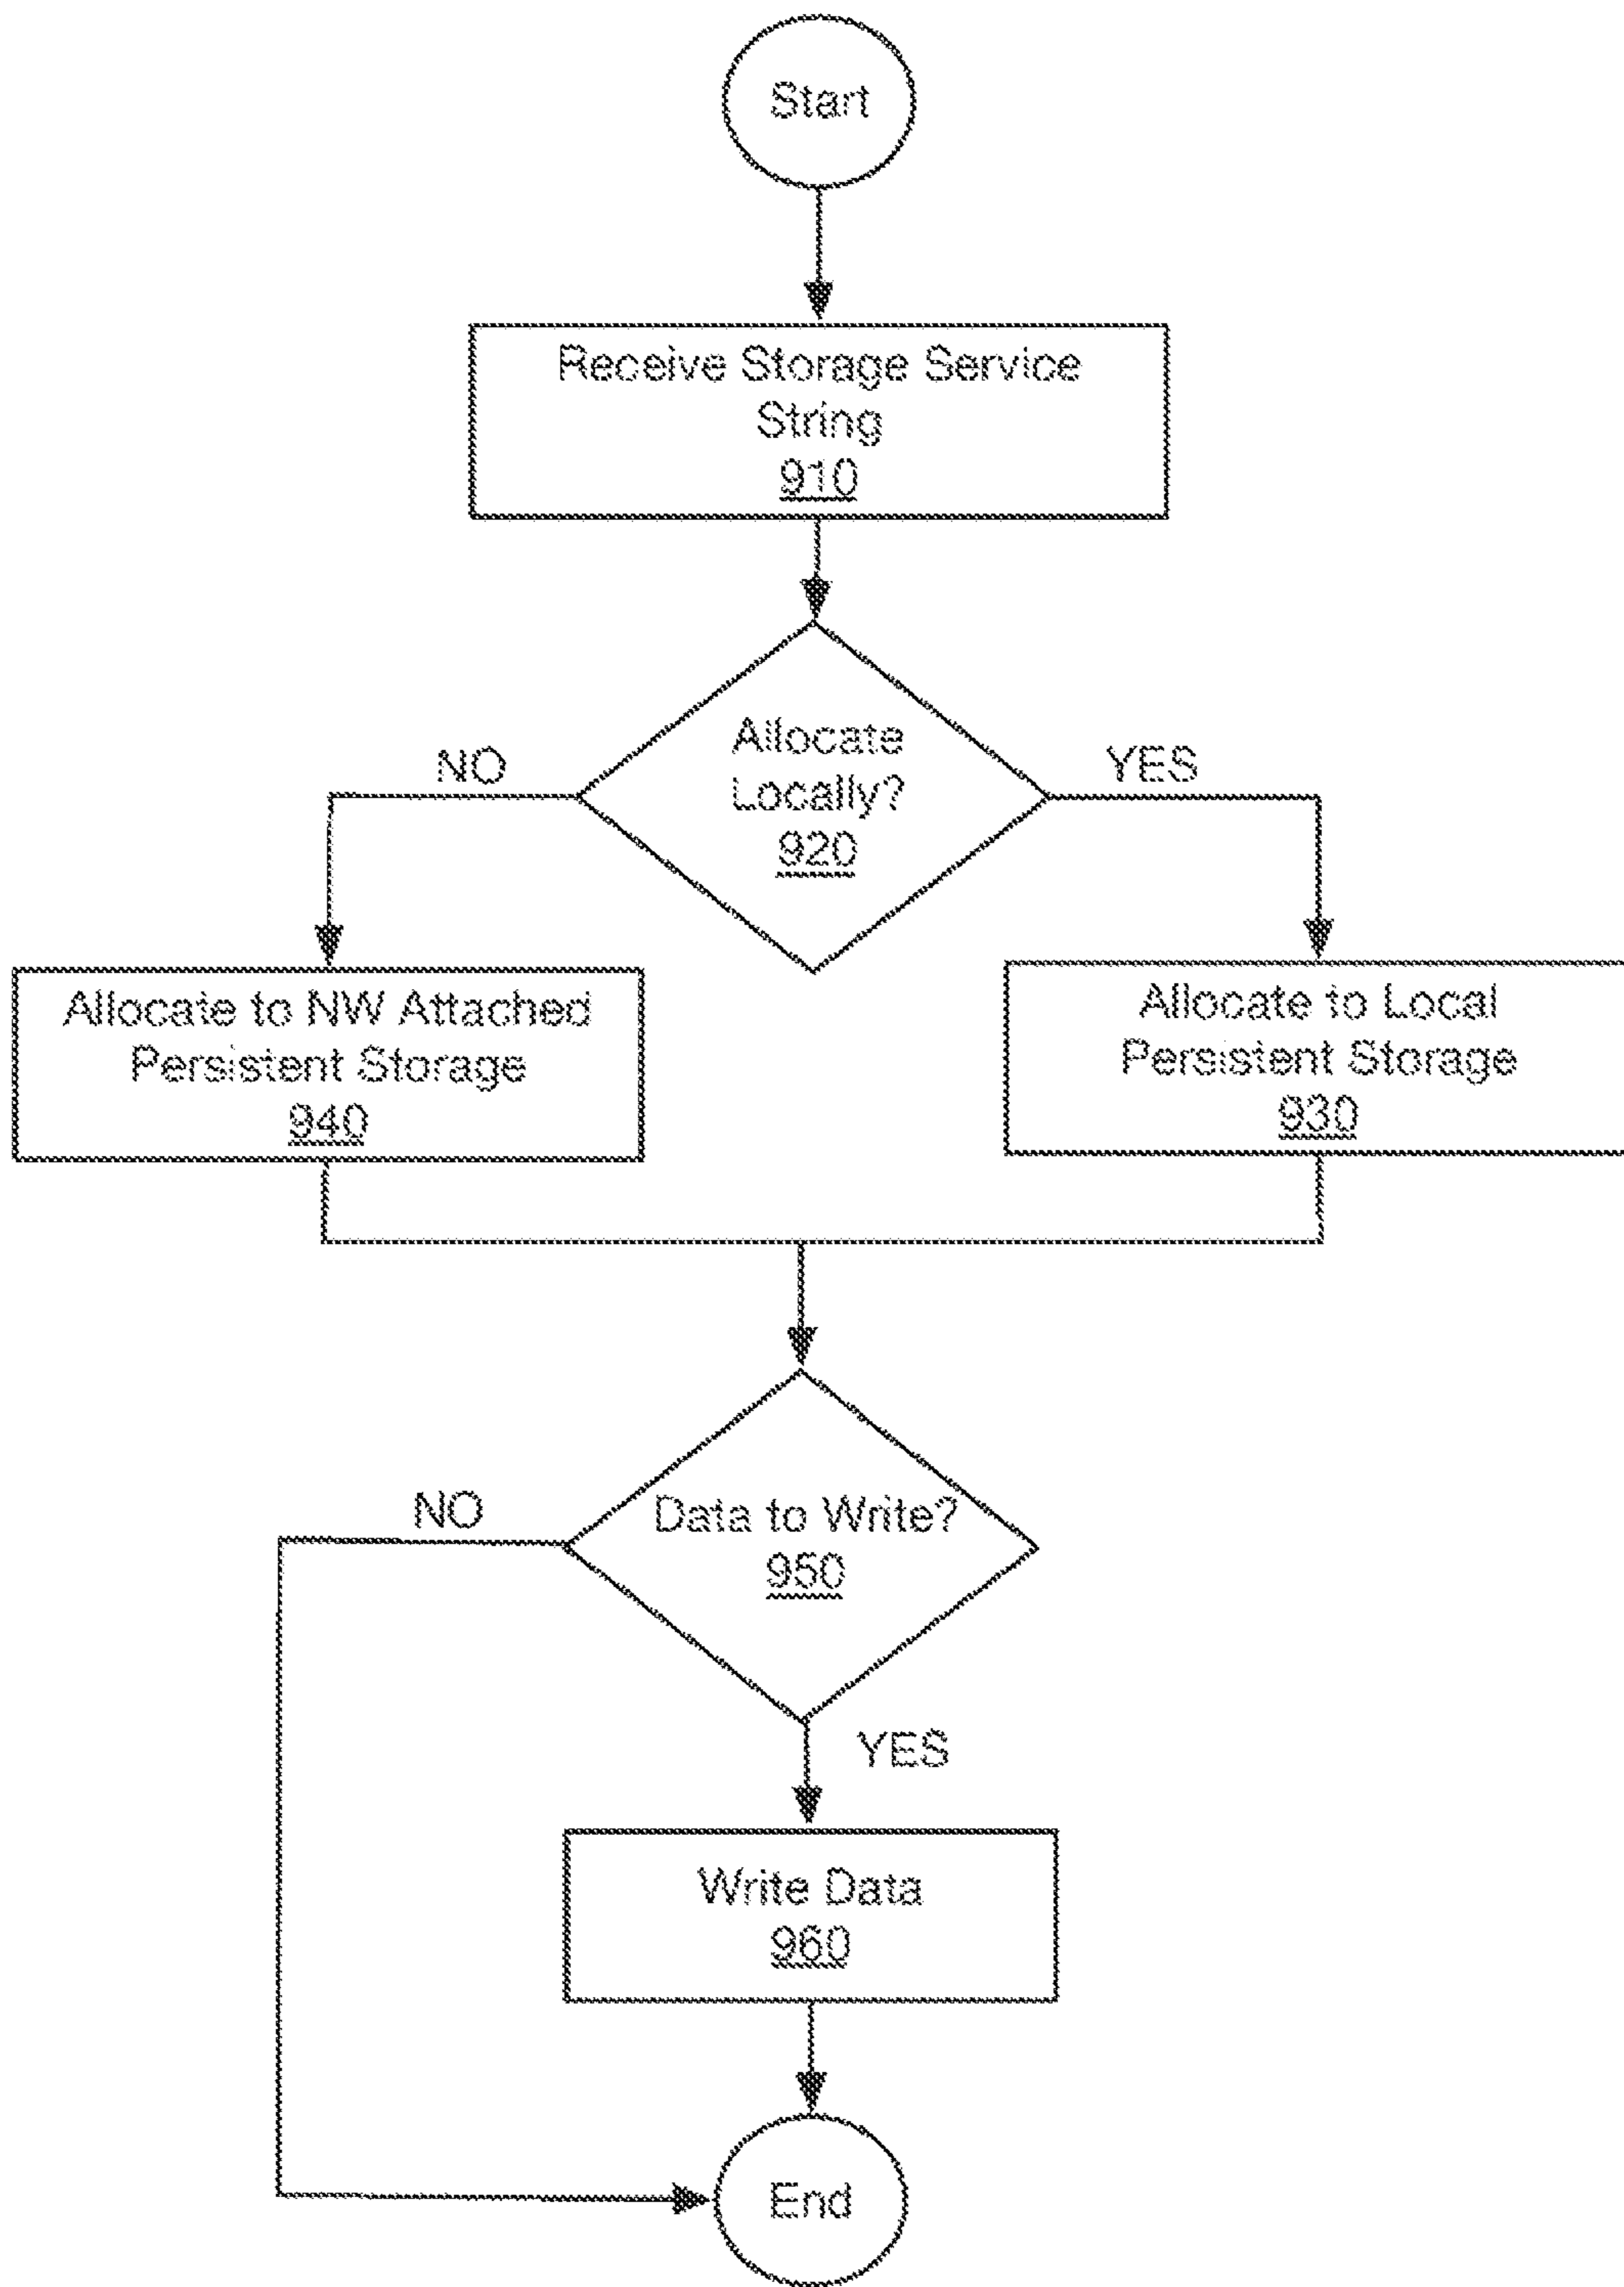 Start
Receive Storage Service
String
910
Allocate
Locally?
920
NO
YES
Allocate to NW Attached
Persistent Storage
940
Allocate to Local
Persistent Storage
930
Data to Write?
950
NO
YES
Write Data
960
End